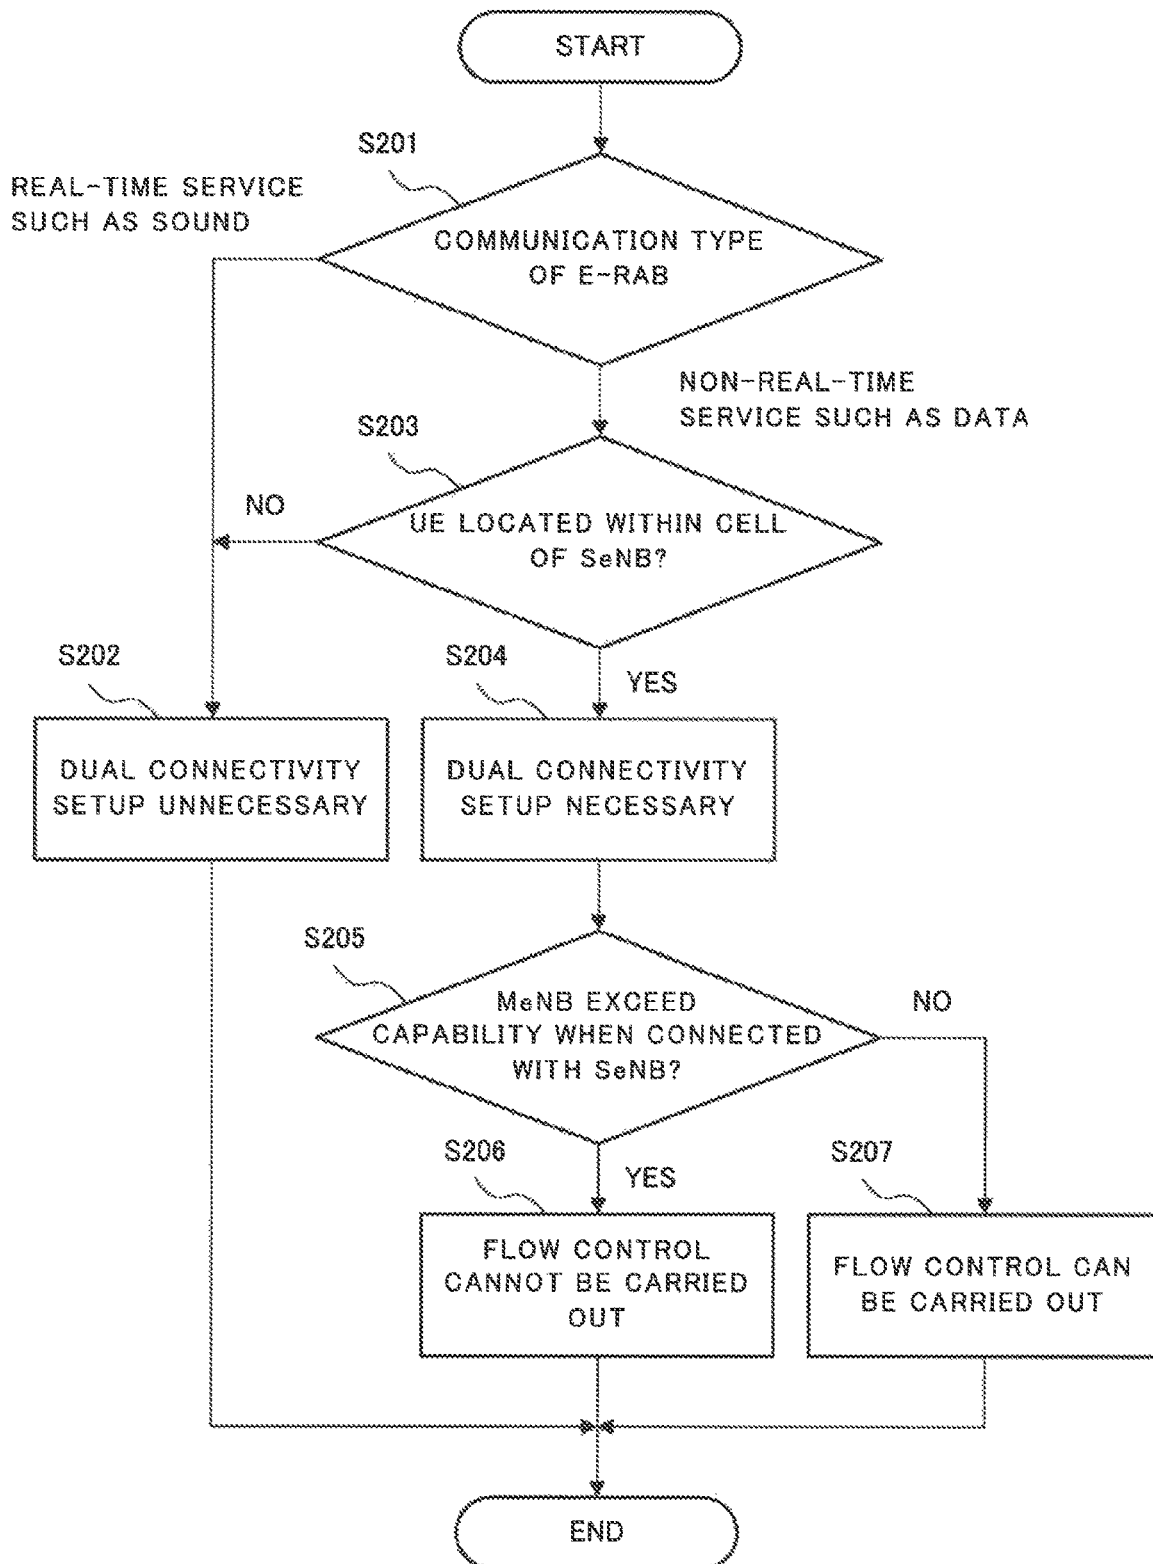 START
S201
REAL-TIME SERVICE
SUCH AS SOUND
COMMUNICATION TYPE
OF E-RAB
NON-REAL-TIME
SERVICE SUCH AS DATA
S203
NO
UE LOCATED WITHIN CELL
OF SeNB?
S202
S204
YES
DUAL CONNECTIVITY
SETUP UNNECESSARY
DUAL CONNECTIVITY
SETUP NECESSARY
S205
MeNB EXCEED
CAPABILITY WHEN CONNECTED
WITH SeNB?
NO
S206
YES
S207
FLOW CONTROL
CANNOT BE CARRIED
OUT
FLOW CONTROL CAN
BE CARRIED OUT
END